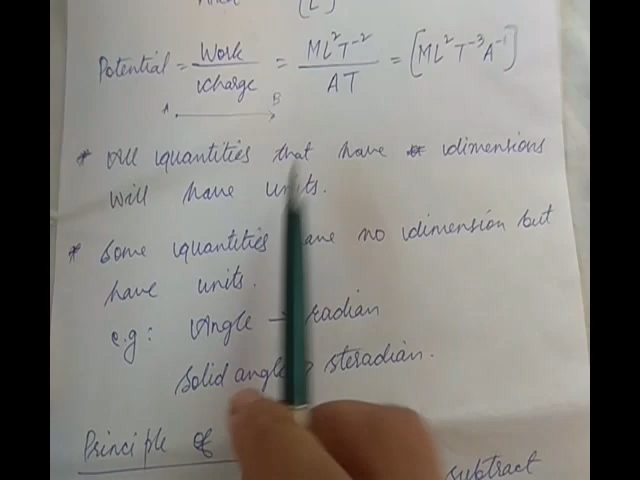 Area [L
Potential = Work / charge = ML²T⁻² / AT = [ML²T⁻³A⁻¹]
A B
* All quantities that have dimensions
will have units.
* Some quantities have no dimension but
have units.
e.g: Angle → radian
Solid angle → steradian.
Principle of
subtract